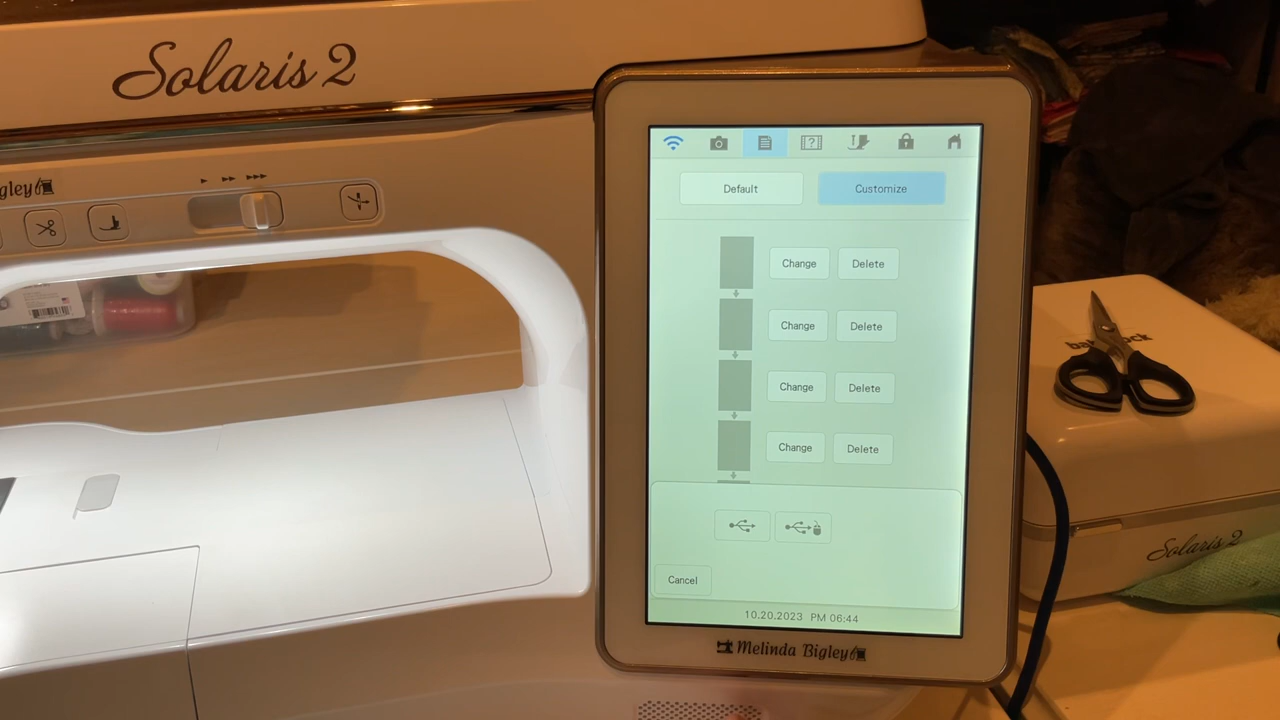 Solaris 2
gley
Default
Customize
Change
Delete
Change
Delete
Change
Delete
Change
Delete
Cancel
10.20.2023 PM 06:44
Melinda Bigley
Solaris 2